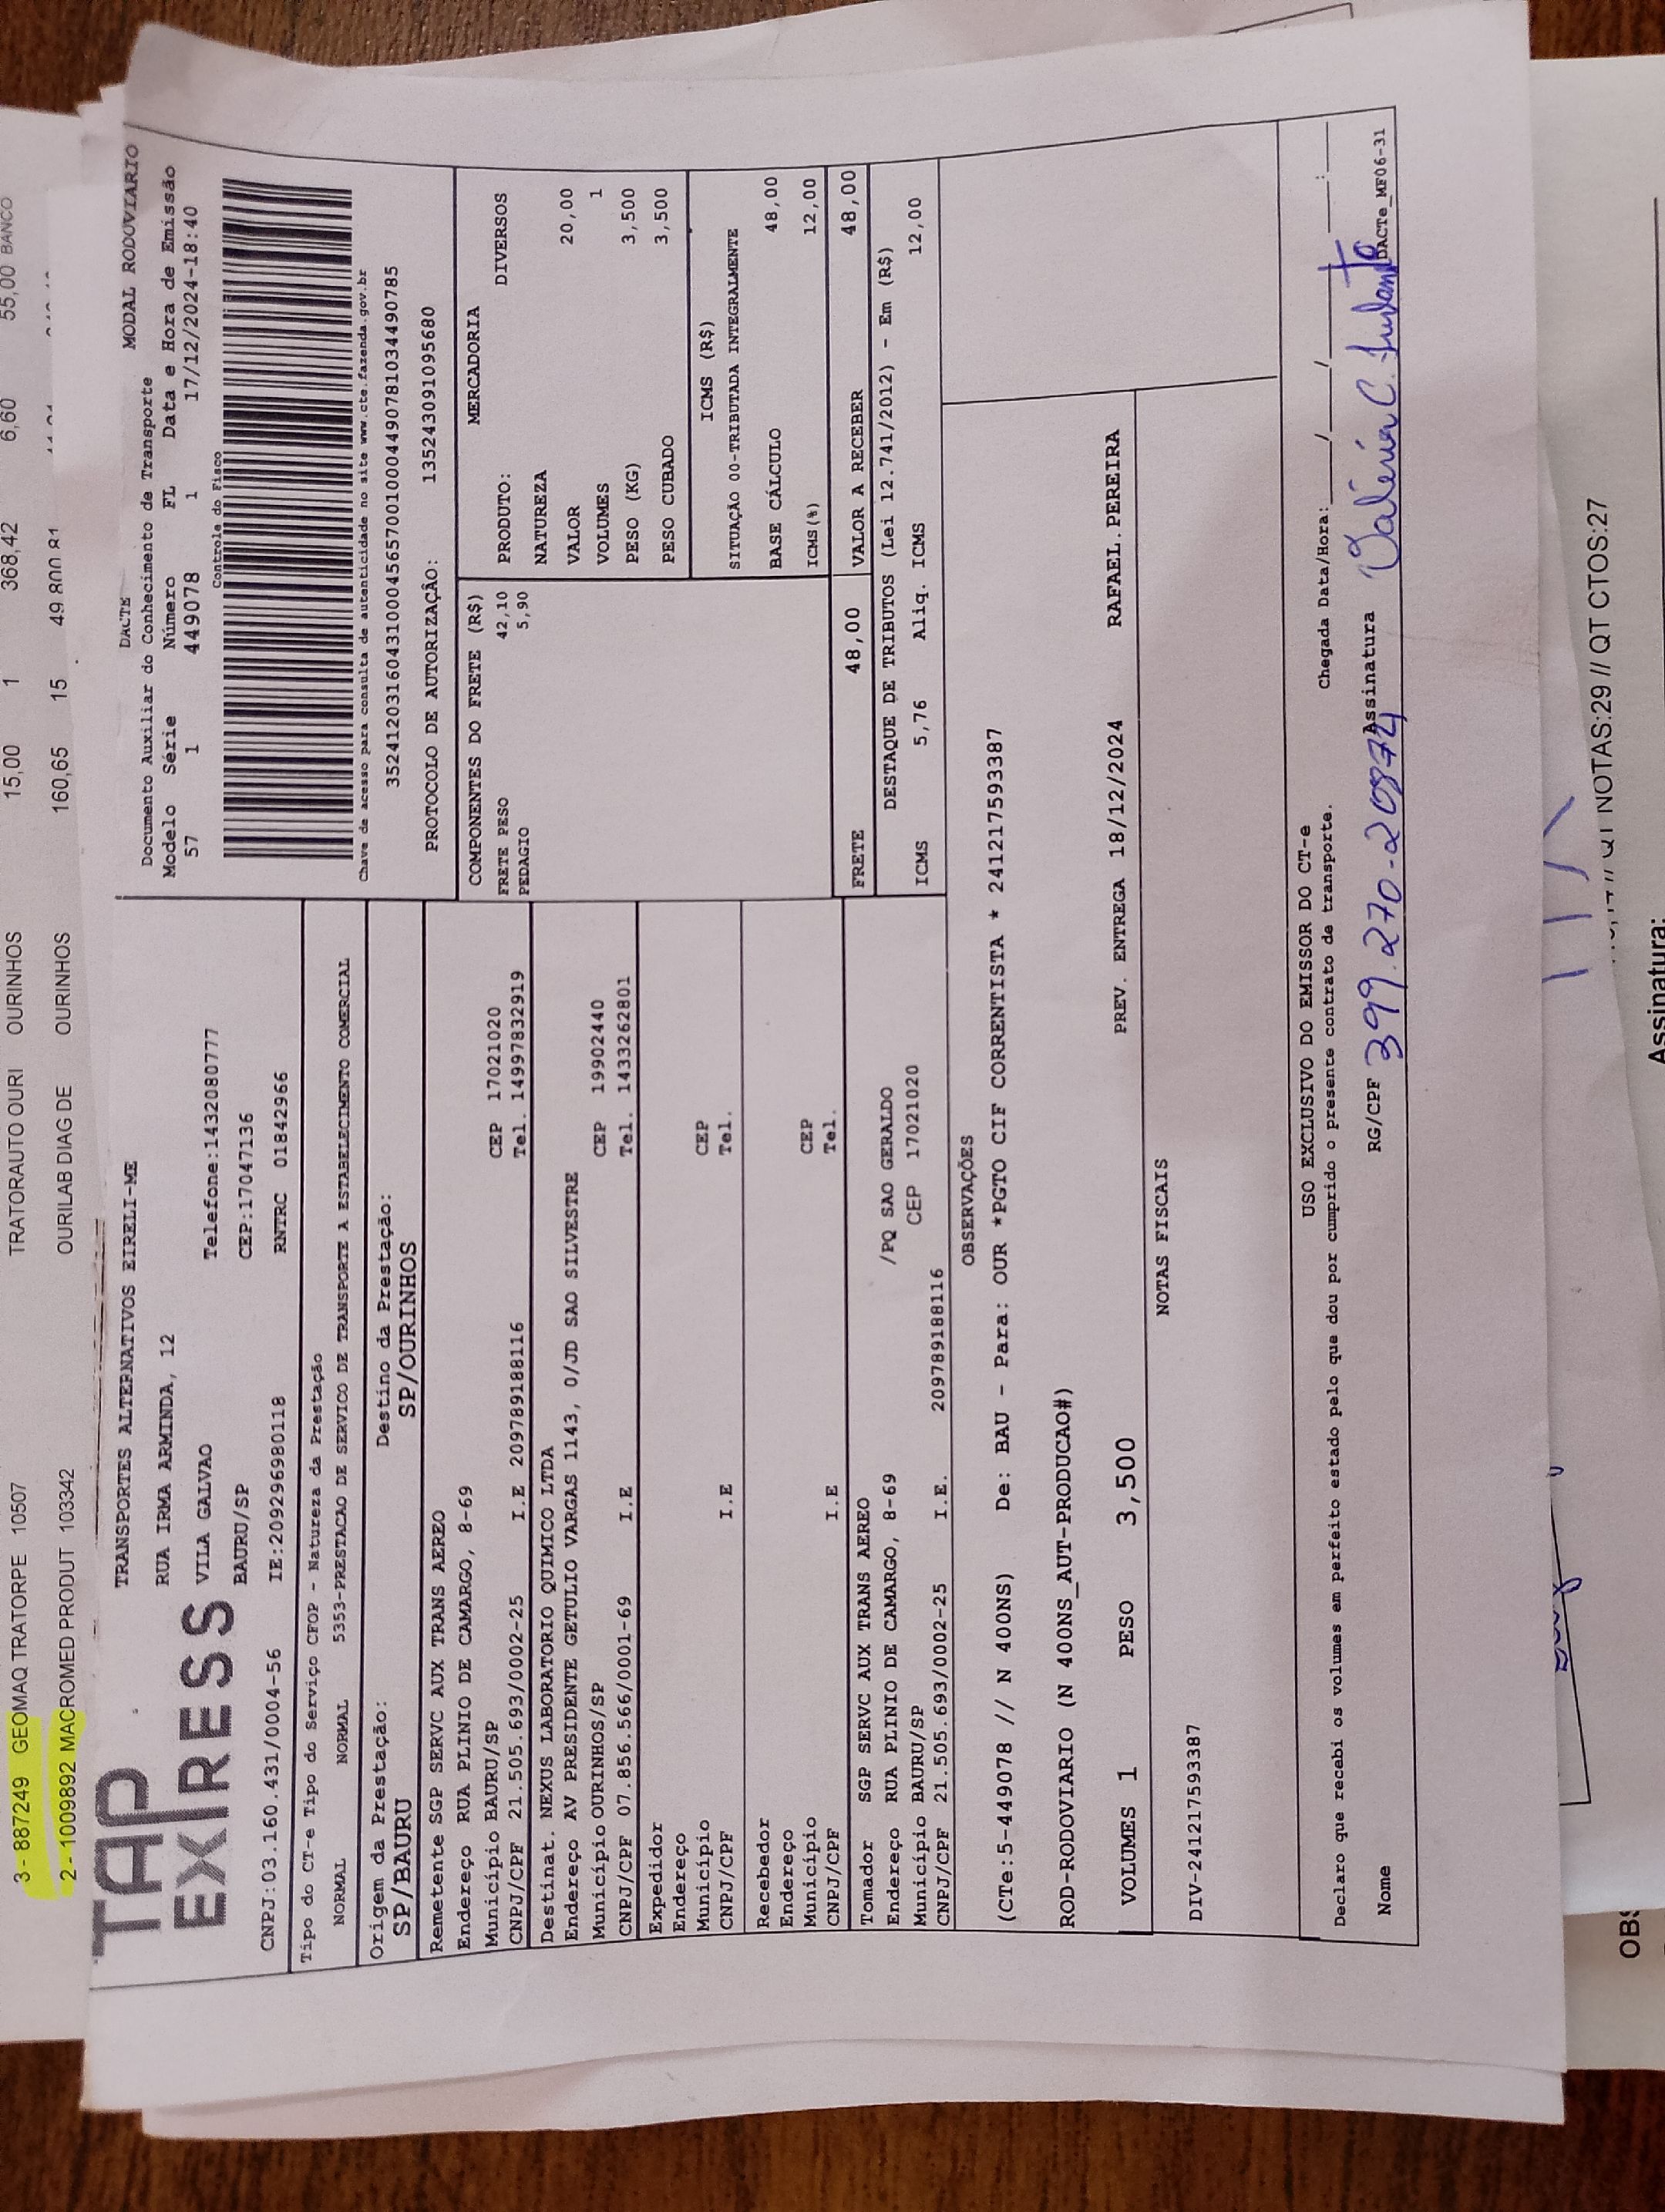 15,00 1 368,42 6,60 55,00 BANCO
3 - 887249 GEOMAQ TRATORPE 10507 TRATORAUTO OURI OURINHOS
2 - 1009892 MACROMED PRODUT 103342 OURILAB DIAG DE OURINHOS 160,65 15
TAP EXPRESS
TRANSPORTES ALTERNATIVOS EIRELI-ME
RUA IRMA ARMINDA, 12
VILA GALVAO Telefone:1432080777
BAURU/SP CEP:17047136
CNPJ:03.160.431/0004-56 IE:209296980118 RNTRC 01842966
DACTE MODAL RODOVIARIO
Documento Auxiliar do Conhecimento de Transporte
Modelo Série Número FL Data e Hora de Emissão
57 1 449078 1 17/12/2024-18:40
Controle do Fisco
Chave de acesso para consulta de autenticidade no site www.cte.fazenda.gov.br
35241203160431000456570010004490781034490785
PROTOCOLO DE AUTORIZAÇÃO: 135243091095680
Tipo do CT-e Tipo do Serviço CFOP - Natureza da Prestação
NORMAL NORMAL 5353-PRESTACAO DE SERVICO DE TRANSPORTE A ESTABELECIMENTO COMERCIAL
Origem da Prestação: Destino da Prestação:
SP/BAURU SP/OURINHOS
Remetente SGP SERVC AUX TRANS AEREO
Endereço RUA PLINIO DE CAMARGO, 8-69
Município BAURU/SP CEP 17021020
CNPJ/CPF 21.505.693/0002-25 I.E 209789188116 Tel. 14997832919
Destinat. NEXUS LABORATORIO QUIMICO LTDA
Endereço AV PRESIDENTE GETULIO VARGAS 1143, 0/JD SAO SILVESTRE
Município OURINHOS/SP CEP 19902440
CNPJ/CPF 07.856.566/0001-69 I.E Tel. 1433262801
Expedidor
Endereço
Município CEP
CNPJ/CPF I.E Tel.
Recebedor
Endereço
Município CEP
CNPJ/CPF I.E Tel.
Tomador SGP SERVC AUX TRANS AEREO
Endereço RUA PLINIO DE CAMARGO, 8-69 /PQ SAO GERALDO
Município BAURU/SP CEP 17021020
CNPJ/CPF 21.505.693/0002-25 I.E. 209789188116
COMPONENTES DO FRETE (R$)
FRETE PESO 42,10
PEDAGIO 5,90
MERCADORIA
PRODUTO: DIVERSOS
NATUREZA
VALOR 20,00
VOLUMES 1
PESO (KG) 3,500
PESO CUBADO 3,500
ICMS (R$)
SITUAÇÃO 00-TRIBUTADA INTEGRALMENTE
BASE CÁLCULO 48,00
ICMS(%) 12,00
FRETE 48,00 VALOR A RECEBER 48,00
DESTAQUE DE TRIBUTOS (Lei 12.741/2012) - Em (R$)
ICMS 5,76 Aliq. ICMS 12,00
OBSERVAÇÕES
(CTe:5-449078 // N 400NS) De: BAU - Para: OUR *PGTO CIF CORRENTISTA * 241217593387
ROD-RODOVIARIO (N 400NS_AUT-PRODUCAO#)
VOLUMES 1 PESO 3,500 PREV. ENTREGA 18/12/2024 RAFAEL.PEREIRA
NOTAS FISCAIS
DIV-241217593387
USO EXCLUSIVO DO EMISSOR DO CT-e
Declaro que recebi os volumes em perfeito estado pelo que dou por cumprido o presente contrato de transporte. Chegada Data/Hora:____/____/____ ____:____
Nome RG/CPF 399.270-20874 Assinatura Valéria C.
DACTe_MF06-31
QT NOTAS:29 // QT CTOS:27
Assinatura: